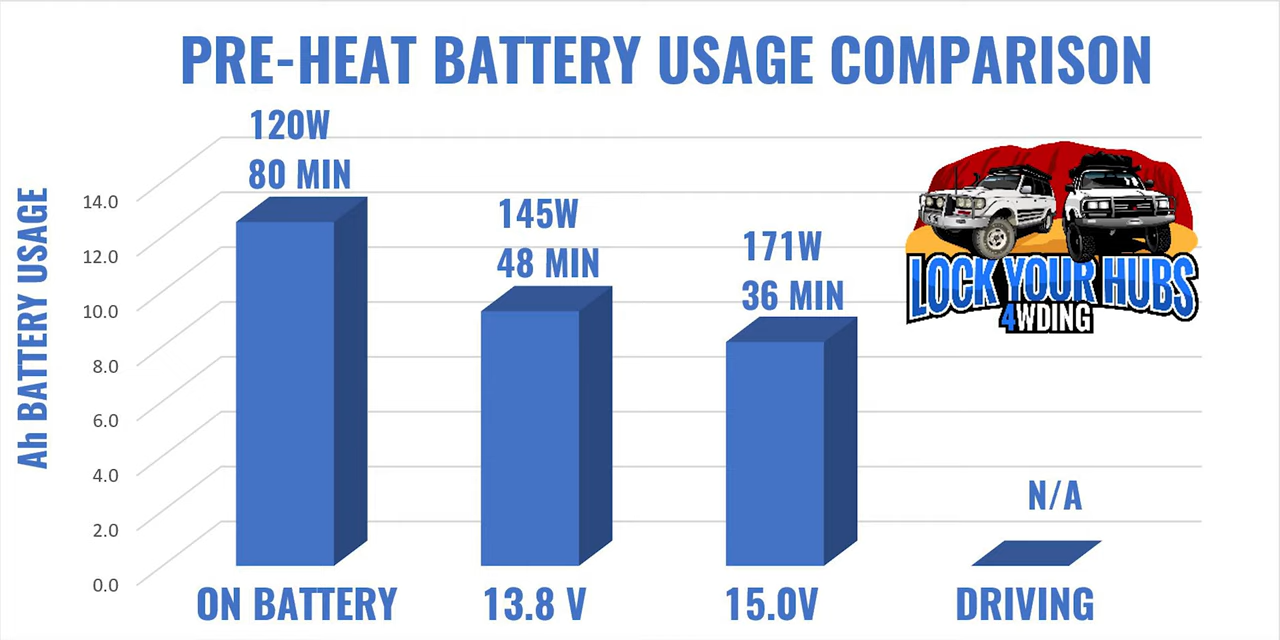 PRE-HEAT BATTERY USAGE COMPARISON
120W
80 MIN
145W
48 MIN
171W
36 MIN
N/A
LOCK YOUR HUBS
4WDING
Ah BATTERY USAGE
14.0
12.0
10.0
8.0
6.0
4.0
2.0
0.0
ON BATTERY
13.8 V
15.0V
DRIVING